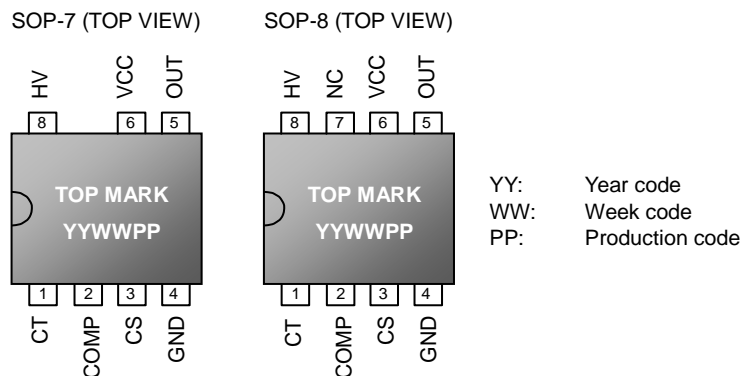 SOP-7 (TOP VIEW)
HV VCC OUT
8 6 5
TOP MARK
YYWWPP
1 2 3 4
CT COMP CS GND
SOP-8 (TOP VIEW)
HV NC VCC OUT
8 7 6 5
TOP MARK
YYWWPP
1 2 3 4
CT COMP CS GND
YY: Year code
WW: Week code
PP: Production code